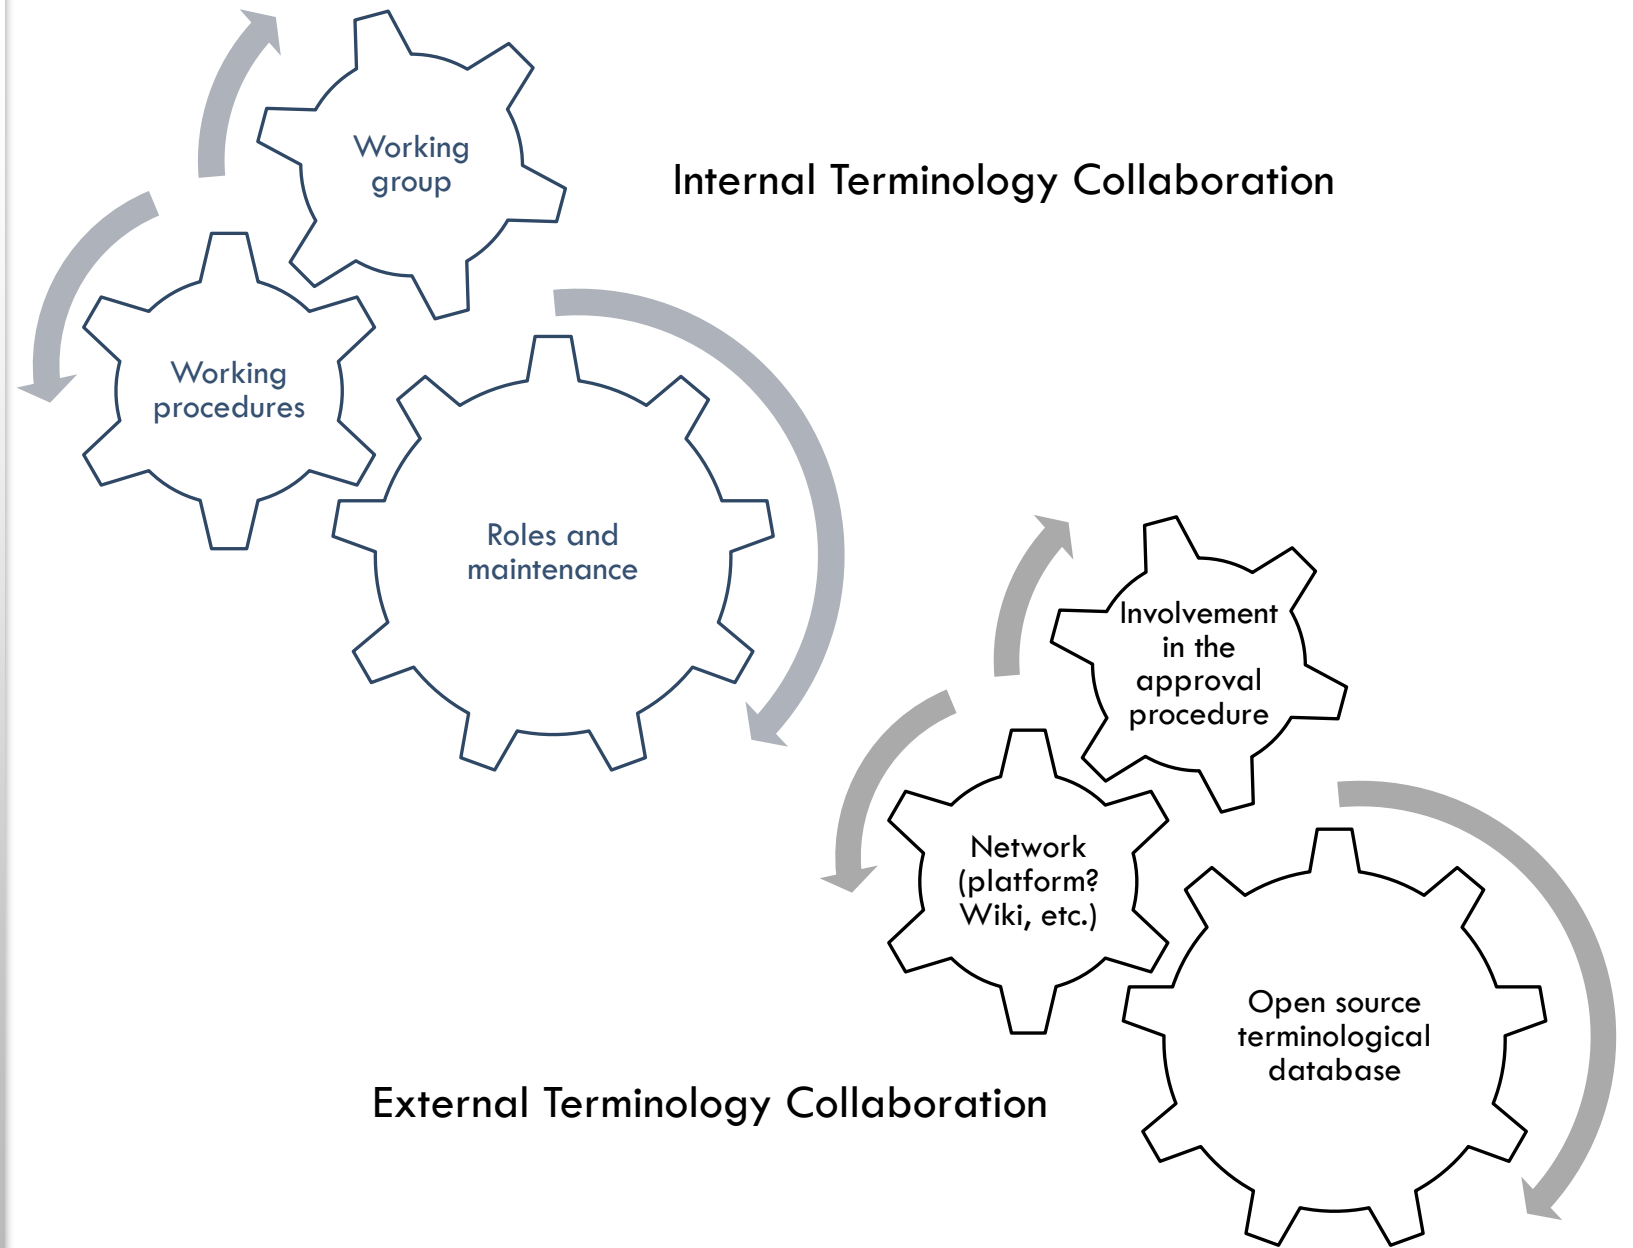 Working
group
Internal Terminology Collaboration
Working
procedures
Roles and
maintenance
Involvement
in the
approval
procedure
Network
(platform?
Wiki, etc.)
Open source
terminological
database
External Terminology Collaboration